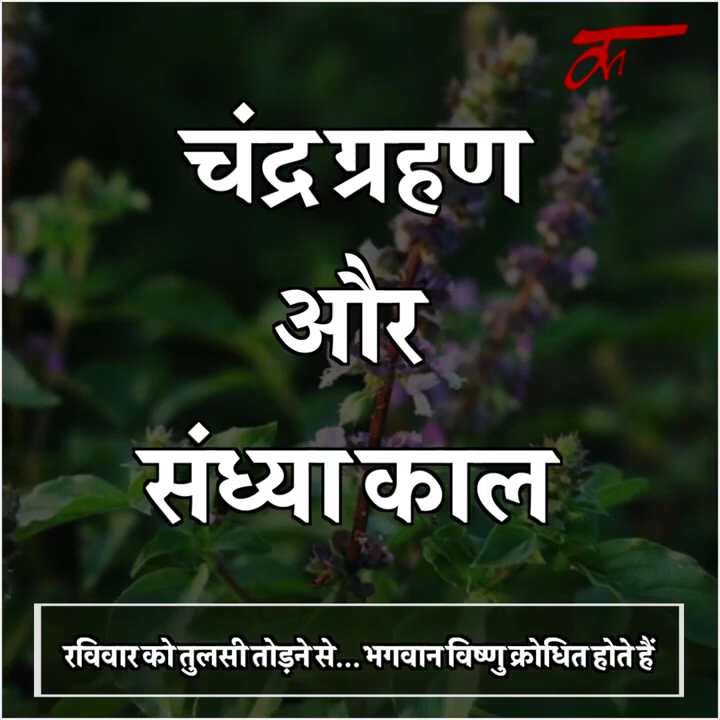 क
चंद्र ग्रहण
और
संध्या काल
रविवार को तुलसी तोड़ने से... भगवान विष्णु क्रोधित होते हैं